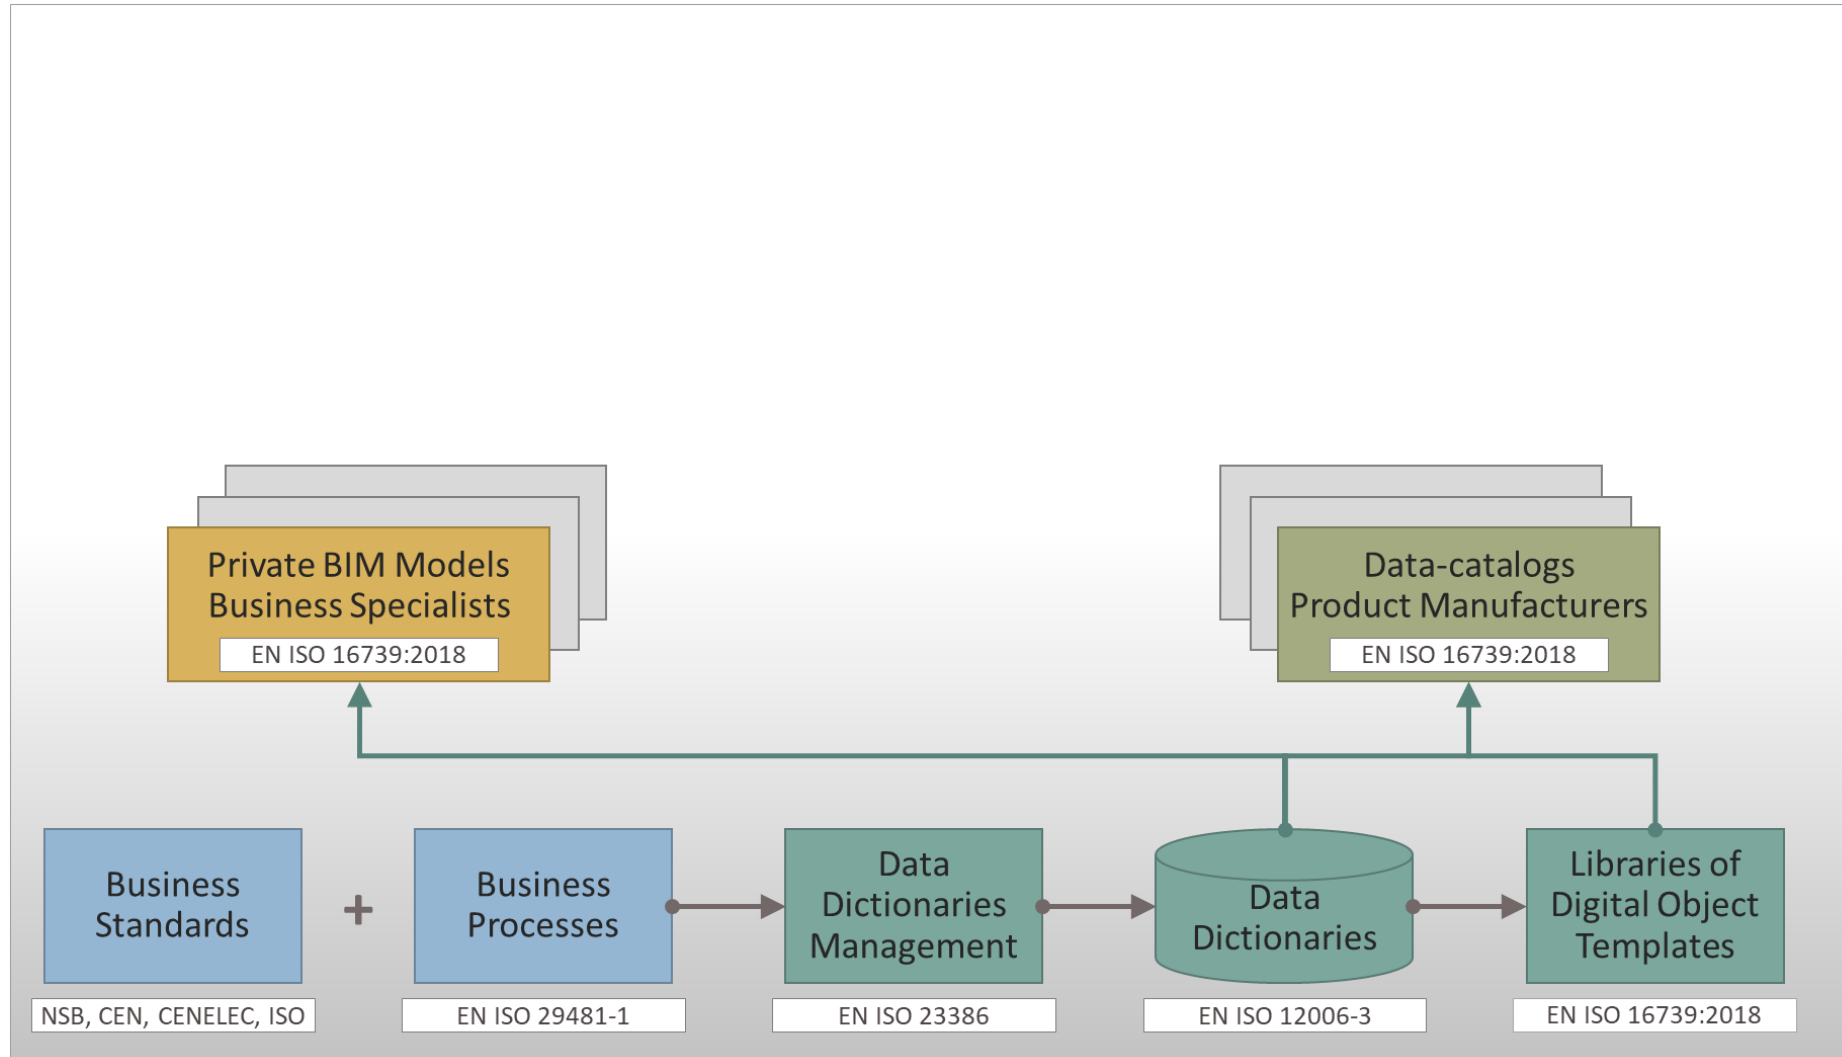 Private BIM Models
Business Specialists
EN ISO 16739:2018
Data-catalogs
Product Manufacturers
EN ISO 16739:2018
Business
Standards
+
Business
Processes
Data
Dictionaries
Management
Data
Dictionaries
Libraries of
Digital Object
Templates
NSB, CEN, CENELEC, ISO
EN ISO 29481-1
EN ISO 23386
EN ISO 12006-3
EN ISO 16739:2018